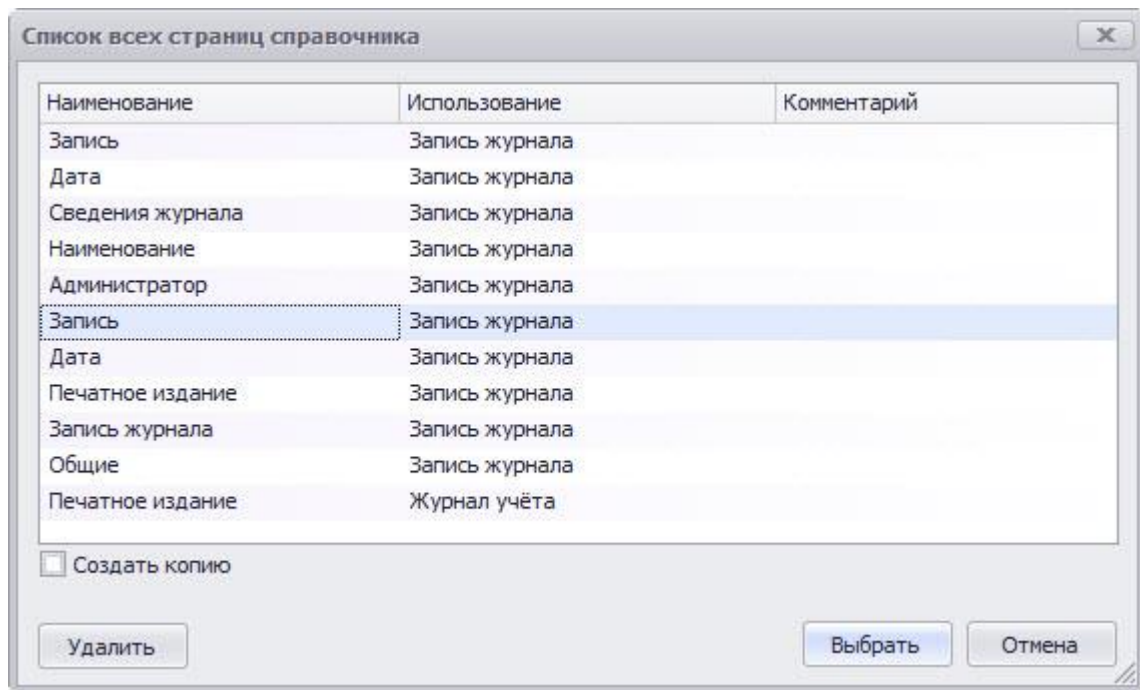 Список всех страниц справочника
Наименование Использование Комментарий
Запись Запись журнала
Дата Запись журнала
Сведения журнала Запись журнала
Наименование Запись журнала
Администратор Запись журнала
Запись Запись журнала
Дата Запись журнала
Печатное издание Запись журнала
Запись журнала Запись журнала
Общие Запись журнала
Печатное издание Журнал учёта
Создать копию
Удалить Выбрать Отмена